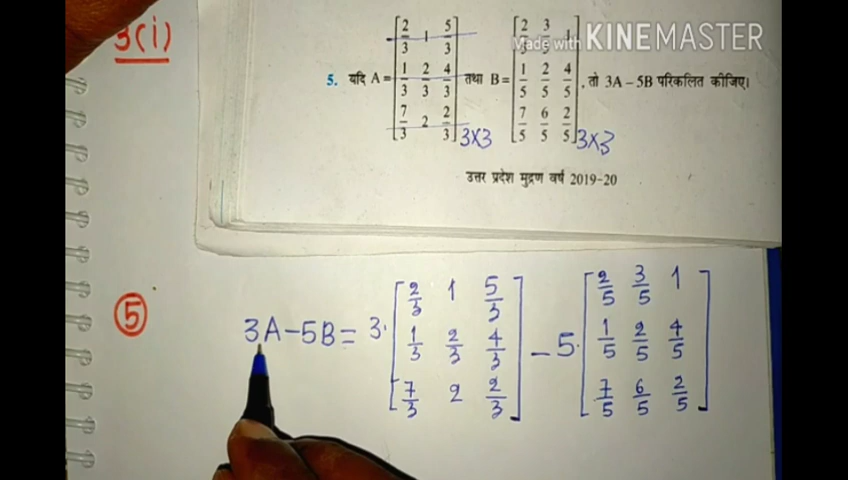 3(i)
Made with KINEMASTER
5. यदि A = [2/3 1 5/3
1/3 2/3 4/3
7/3 2 2/3] 3×3 तथा B = [2/5 3/5 1
1/5 2/5 4/5
7/5 6/5 2/5] 3×3, तो 3A – 5B परिकलित कीजिए।
उत्तर प्रदेश मुद्रण वर्ष 2019-20
5
3A – 5B = 3· [2/3 1 5/3
1/3 2/3 4/3
7/3 2 2/3] – 5· [2/5 3/5 1
1/5 2/5 4/5
7/5 6/5 2/5]